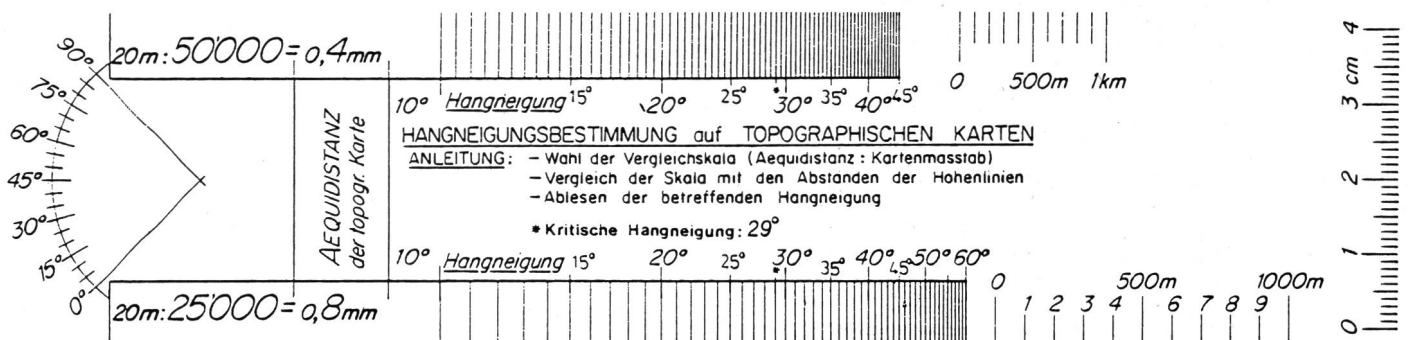 20m:50'000=0,4mm
90°
75°
60°
45°
30°
15°
0°
10° Hangneigung 15° 20° 25° * 30° 35° 40° 45°
0 500m 1km
4
cm
3
2
1
0
AEQUIDISTANZ
der topogr. Karte
HANGNEIGUNGSBESTIMMUNG auf TOPOGRAPHISCHEN KARTEN
ANLEITUNG: - Wahl der Vergleichskala (Aequidistanz : Kartenmasstab)
- Vergleich der Skala mit den Abstanden der Hohenlinien
- Ablesen der betreffenden Hangneigung
* Kritische Hangneigung: 29°
10° Hangneigung 15° 20° 25° * 30° 35° 40° 45° 50° 60°
20m:25'000=0,8mm
0 500m 1000m
1 2 3 4 6 7 8 9